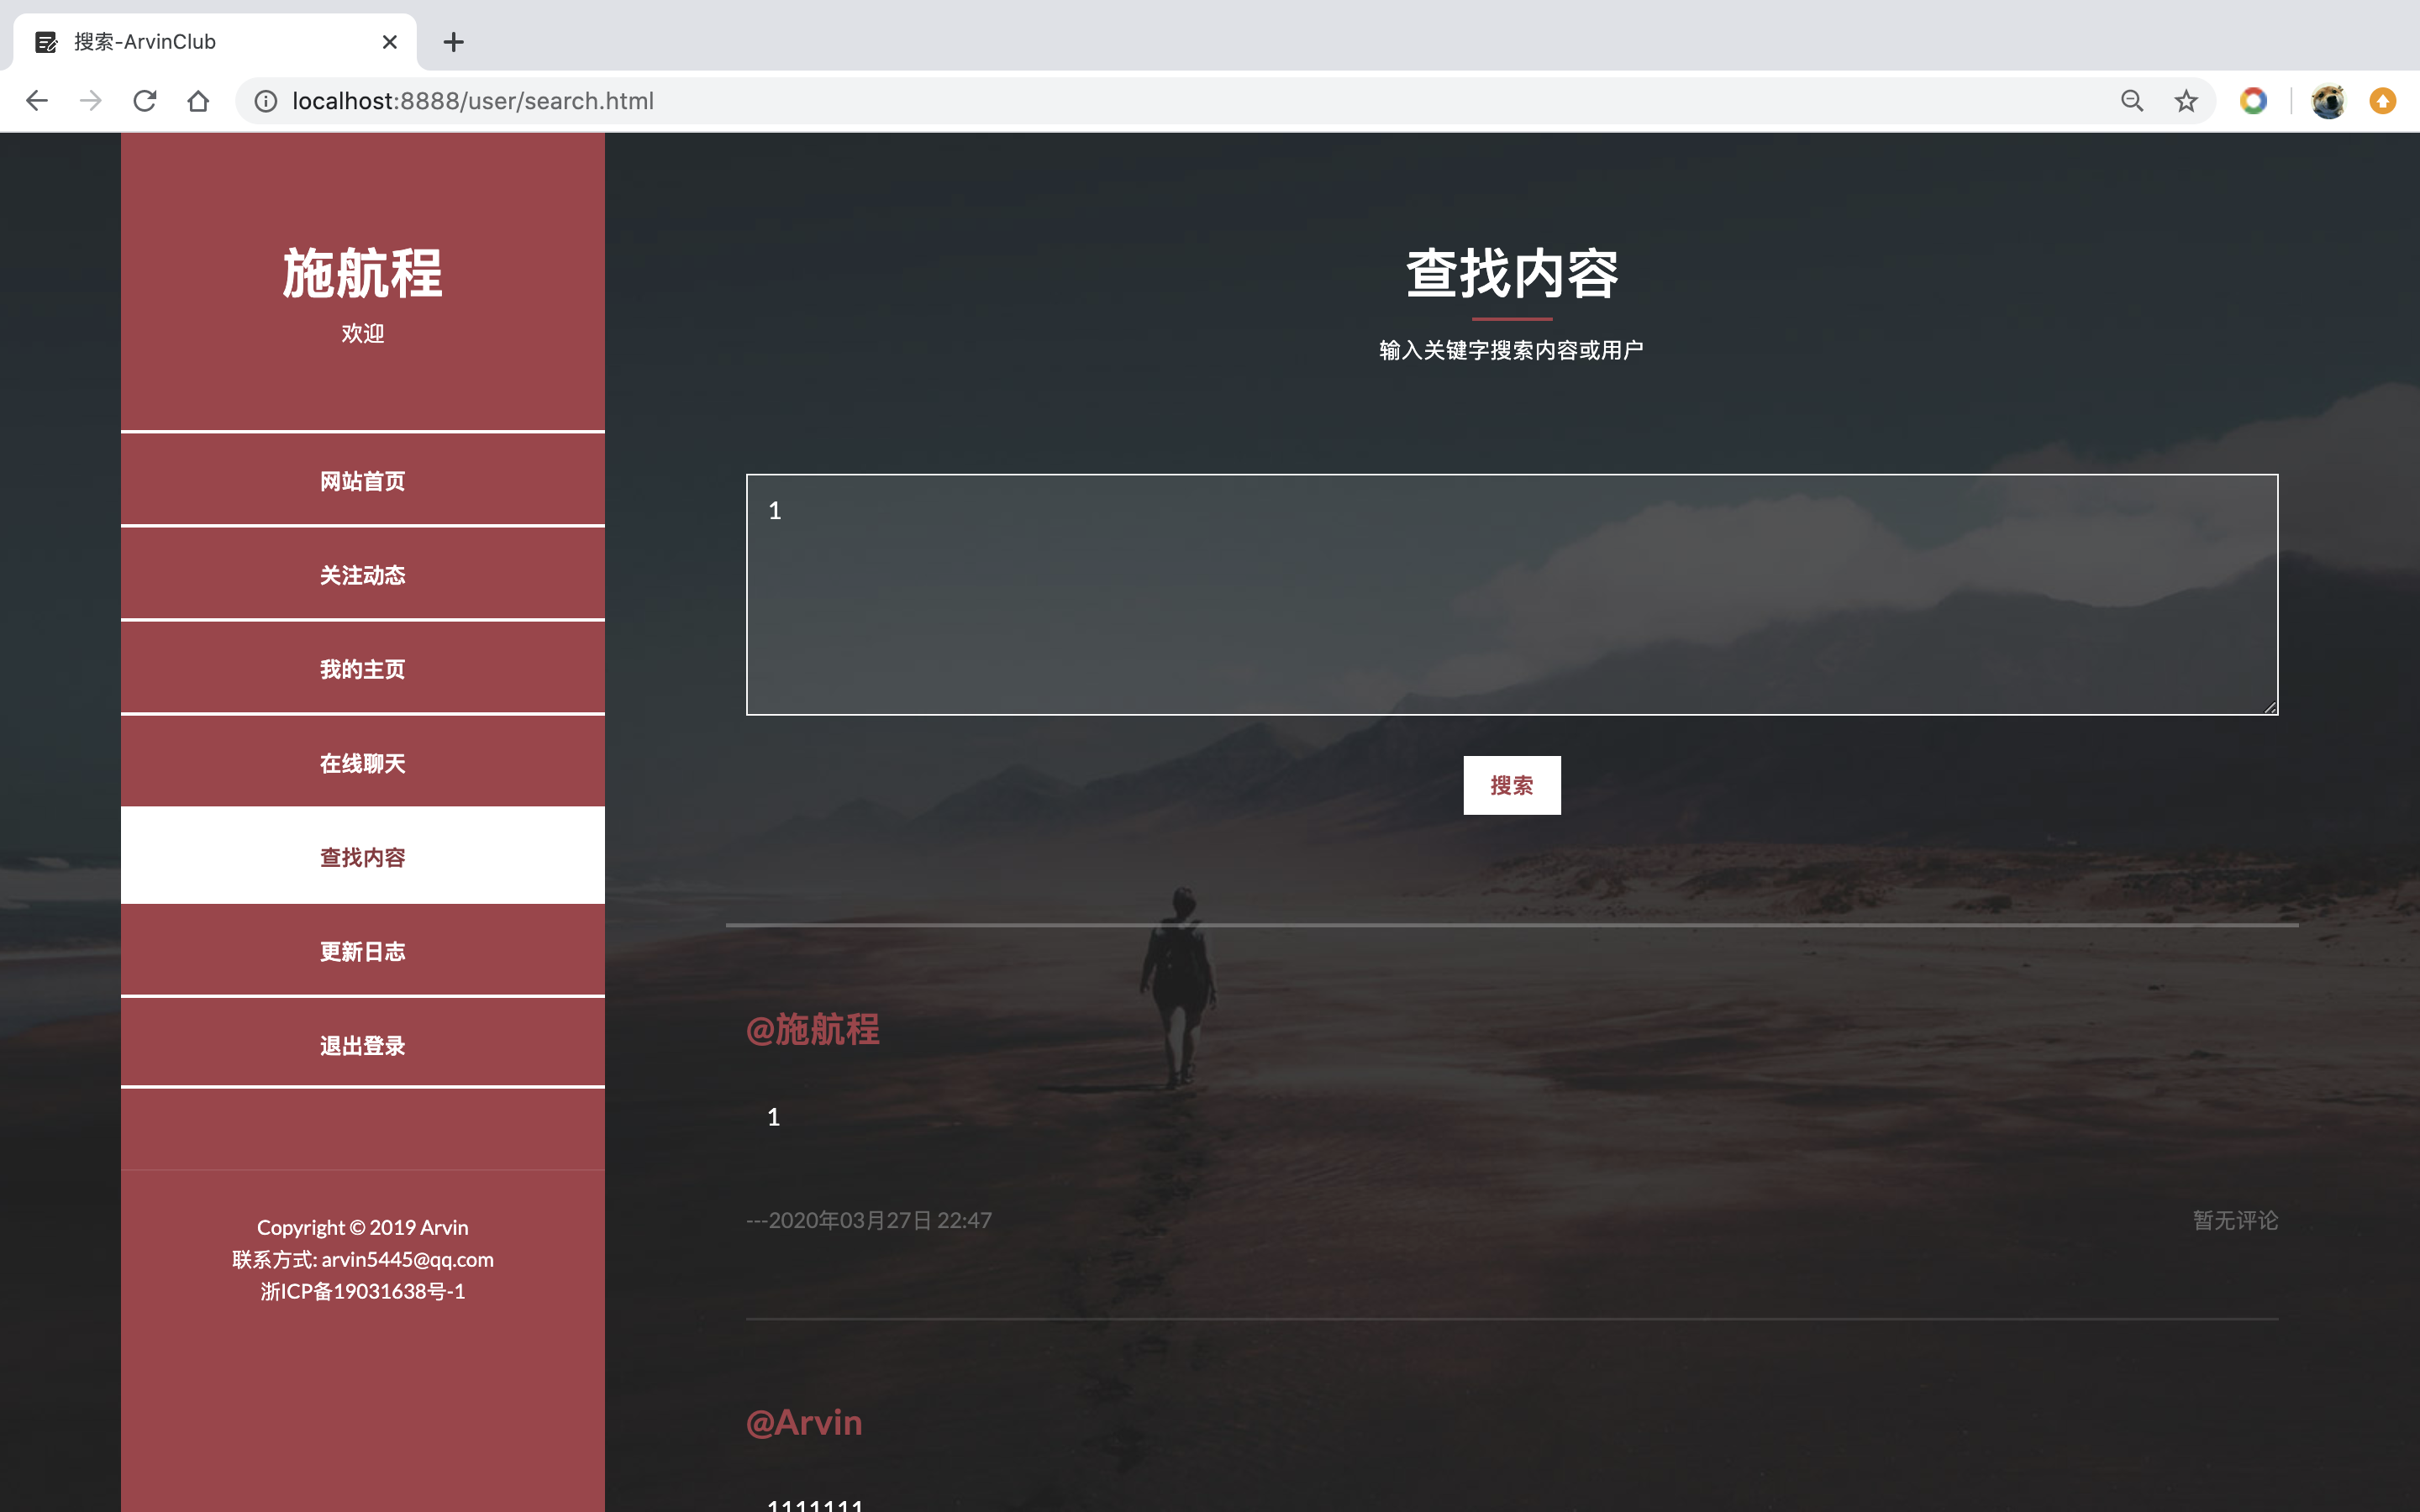 搜索-ArvinClub
localhost:8888/user/search.html
施航程
欢迎
网站首页
关注动态
我的主页
在线聊天
查找内容
更新日志
退出登录
Copyright © 2019 Arvin
联系方式: arvin5445@qq.com
浙ICP备19031638号-1
查找内容
输入关键字搜索内容或用户
1
搜索
@施航程
1
---2020年03月27日 22:47
暂无评论
@Arvin
1111111